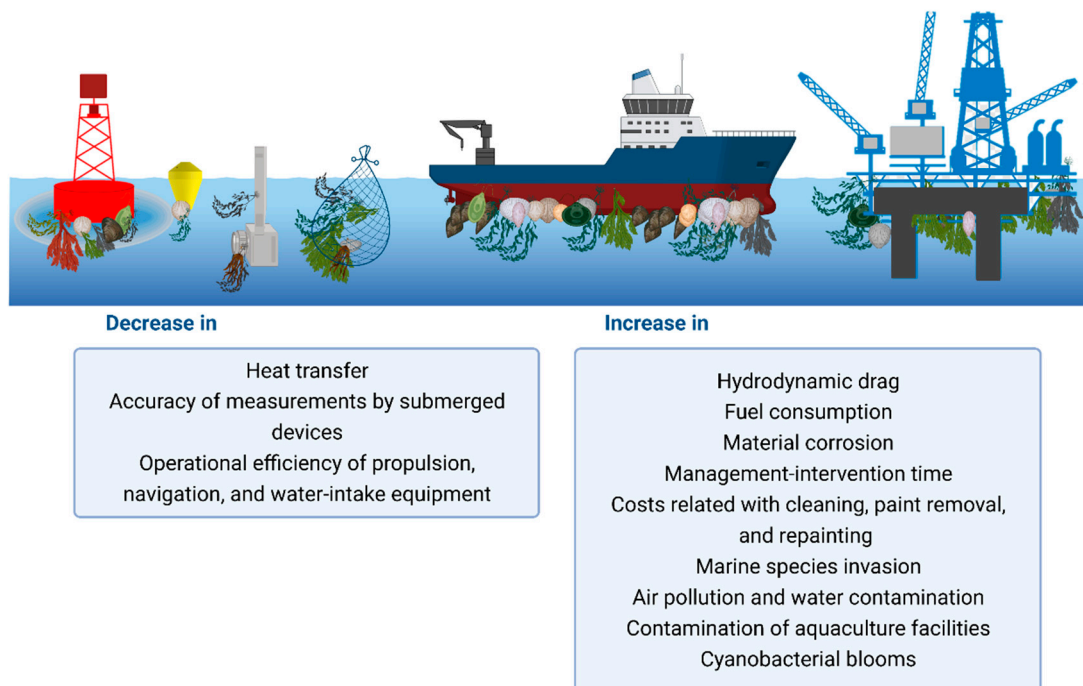 Decrease in
Heat transfer
Accuracy of measurements by submerged
devices
Operational efficiency of propulsion,
navigation, and water-intake equipment
Increase in
Hydrodynamic drag
Fuel consumption
Material corrosion
Management-intervention time
Costs related with cleaning, paint removal,
and repainting
Marine species invasion
Air pollution and water contamination
Contamination of aquaculture facilities
Cyanobacterial blooms